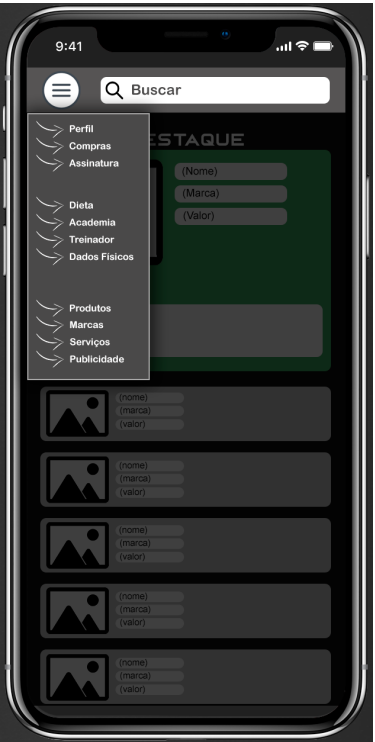 9:41
Buscar
ESTAQUE
Perfil
Compras
Assinatura
Dieta
Academia
Treinador
Dados Físicos
Produtos
Marcas
Serviços
Publicidade
(Nome)
(Marca)
(Valor)
(nome)
(marca)
(valor)
(nome)
(marca)
(valor)
(nome)
(marca)
(valor)
(nome)
(marca)
(valor)
(nome)
(marca)
(valor)